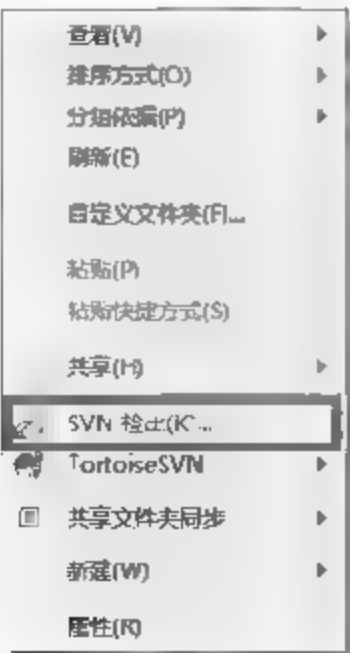 查看(V)
排序方式(O)
分组依据(P)
刷新(E)
自定义文件夹(F)...
粘贴(P)
粘贴快捷方式(S)
共享(H)
SVN 检出(K)...
TortoiseSVN
共享文件夹同步
新建(W)
属性(R)